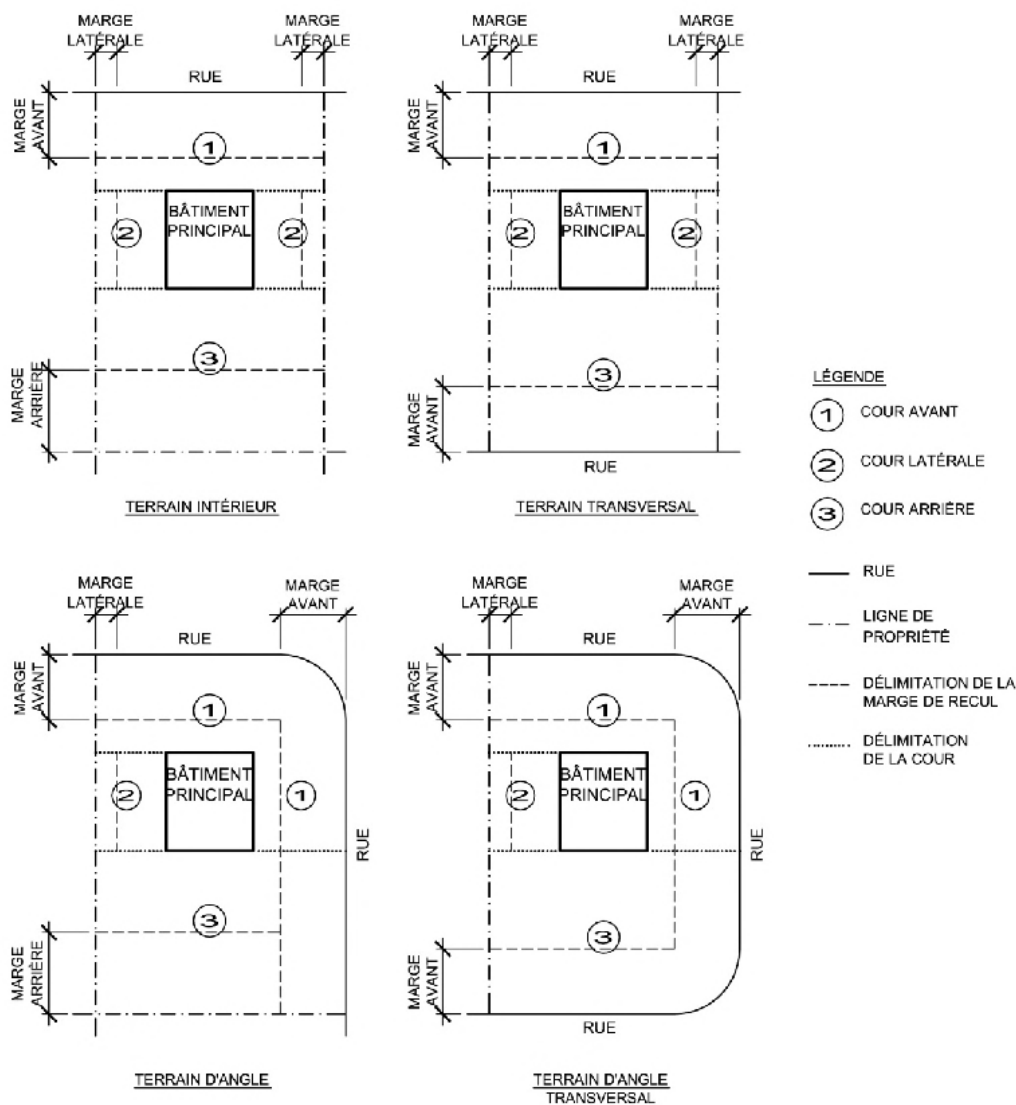 MARGE
LATÉRALE
MARGE
LATÉRALE
RUE
MARGE
AVANT
1
2
BÂTIMENT
PRINCIPAL
2
3
MARGE
ARRIÈRE
TERRAIN INTÉRIEUR
MARGE
LATÉRALE
MARGE
LATÉRALE
RUE
MARGE
AVANT
1
2
BÂTIMENT
PRINCIPAL
2
3
MARGE
AVANT
RUE
TERRAIN TRANSVERSAL
LÉGENDE
1 COUR AVANT
2 COUR LATÉRALE
3 COUR ARRIÈRE
RUE
LIGNE DE
PROPRIÉTÉ
DÉLIMITATION DE LA
MARGE DE RECUL
DÉLIMITATION
DE LA COUR
MARGE
LATÉRALE
MARGE
AVANT
RUE
MARGE
AVANT
1
2
BÂTIMENT
PRINCIPAL
1
RUE
3
MARGE
ARRIÈRE
TERRAIN D'ANGLE
MARGE
LATÉRALE
MARGE
AVANT
RUE
MARGE
AVANT
1
2
BÂTIMENT
PRINCIPAL
1
RUE
3
MARGE
AVANT
RUE
TERRAIN D'ANGLE
TRANSVERSAL